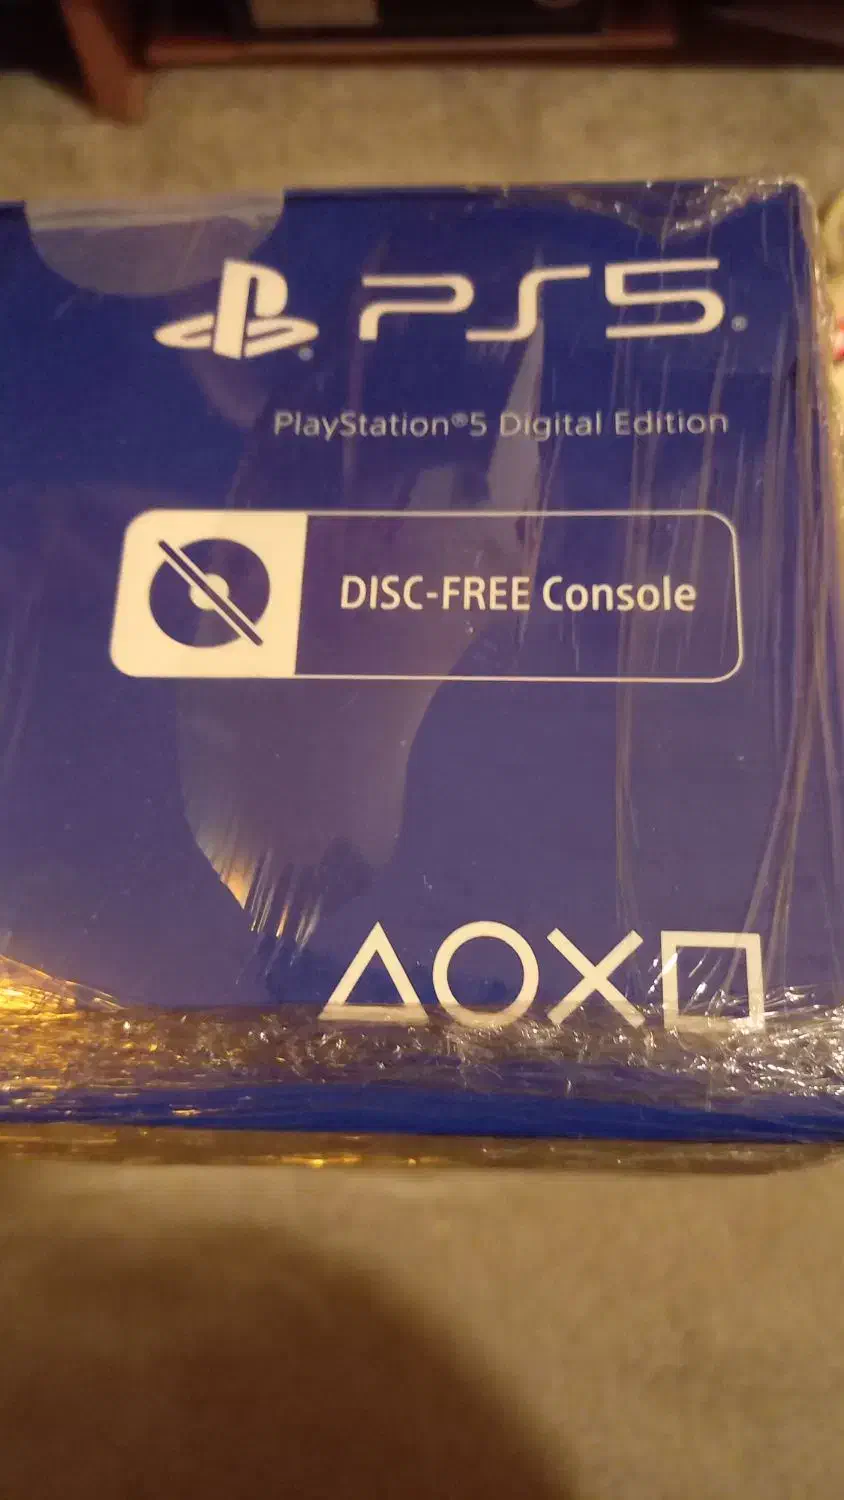 PS5®
PlayStation®5 Digital Edition
DISC-FREE Console